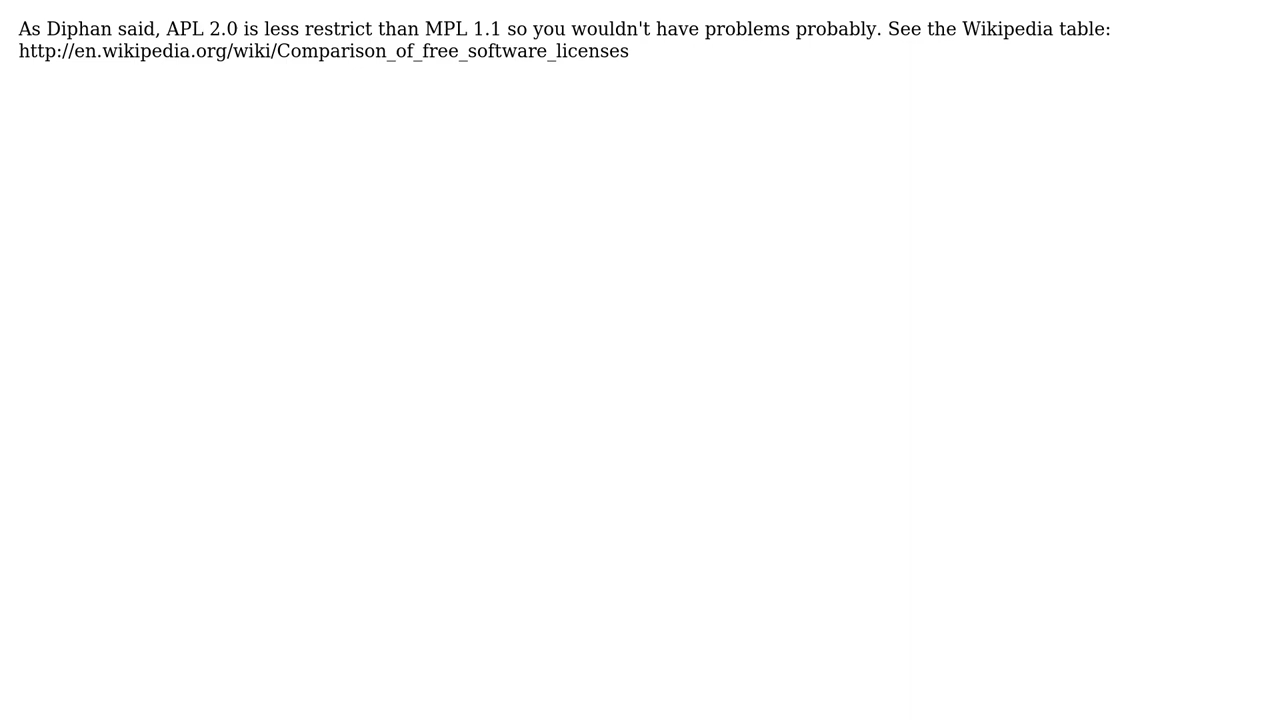 As Diphan said, APL 2.0 is less restrict than MPL 1.1 so you wouldn't have problems probably. See the Wikipedia table:
http://en.wikipedia.org/wiki/Comparison_of_free_software_licenses